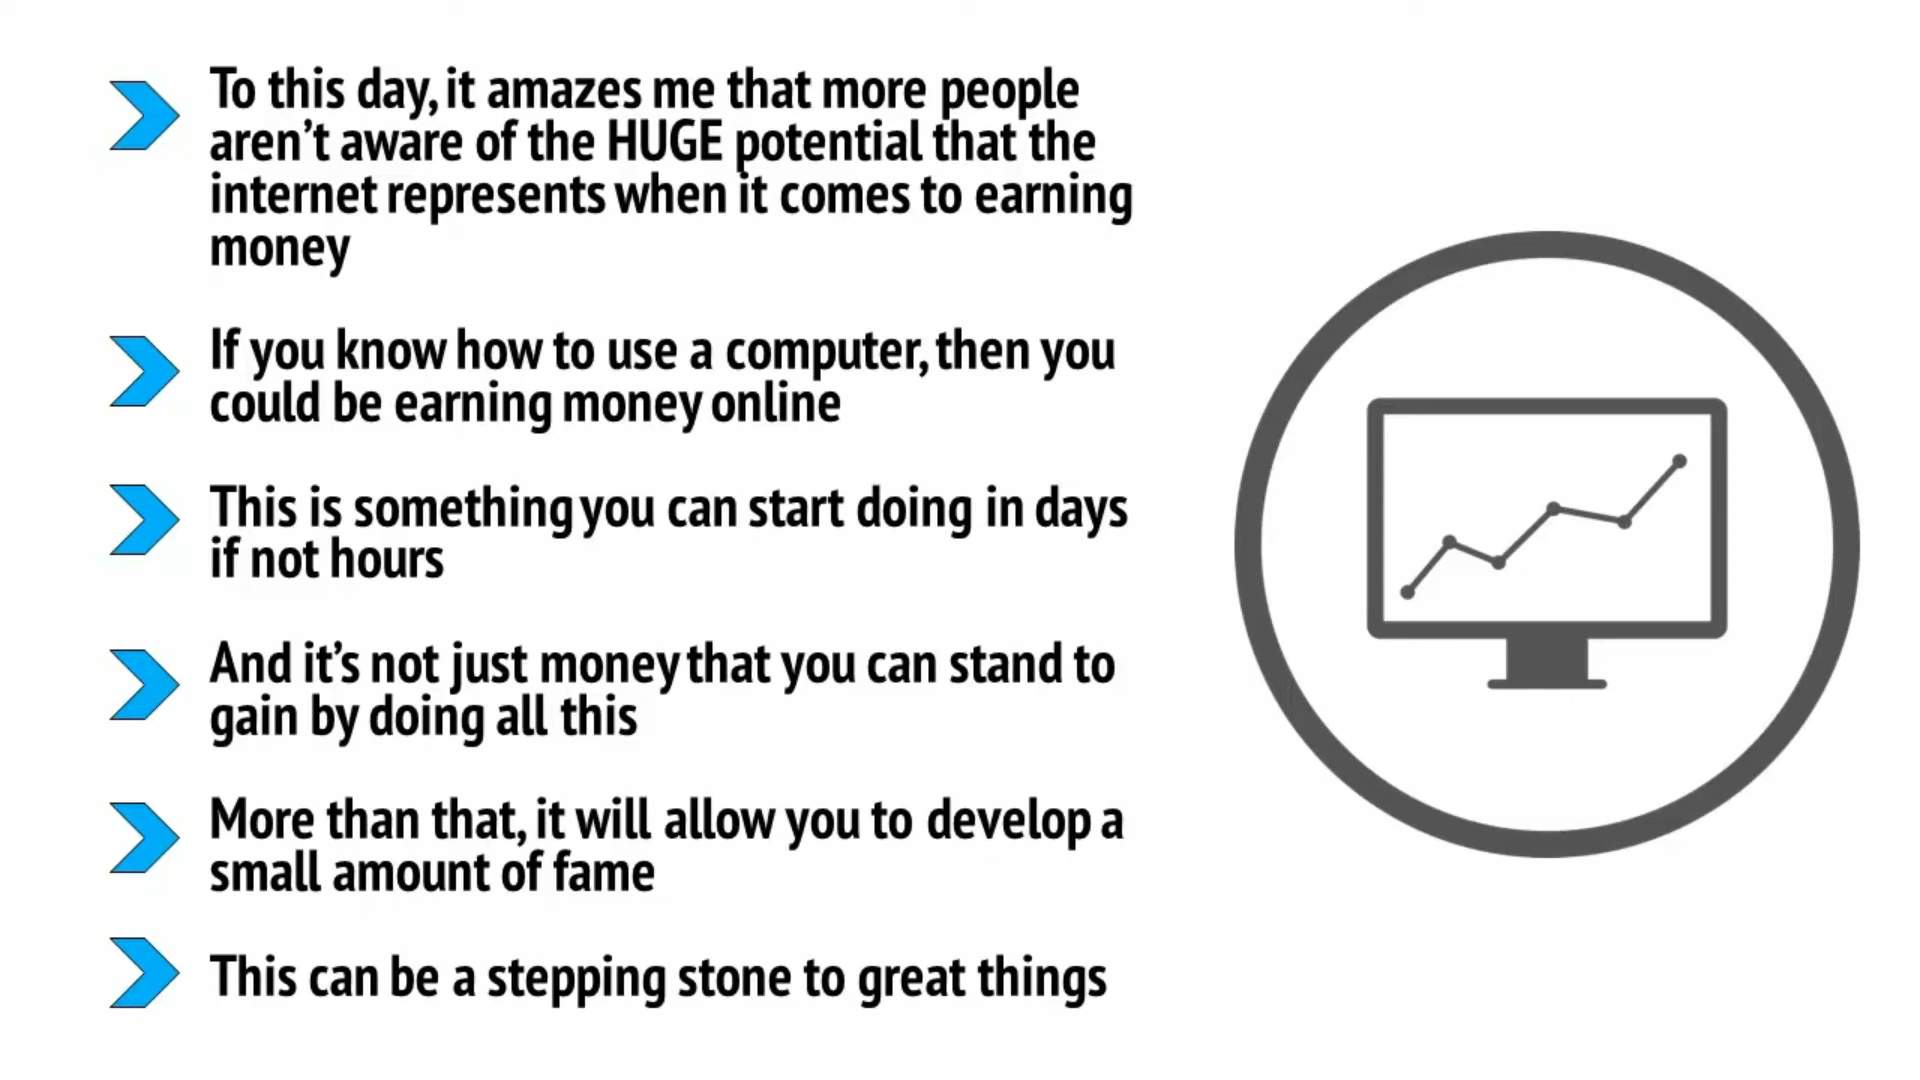 To this day, it amazes me that more people
aren’t aware of the HUGE potential that the
internet represents when it comes to earning
money
If you know how to use a computer, then you
could be earning money online
This is something you can start doing in days
if not hours
And it’s not just money that you can stand to
gain by doing all this
More than that, it will allow you to develop a
small amount of fame
This can be a stepping stone to great things